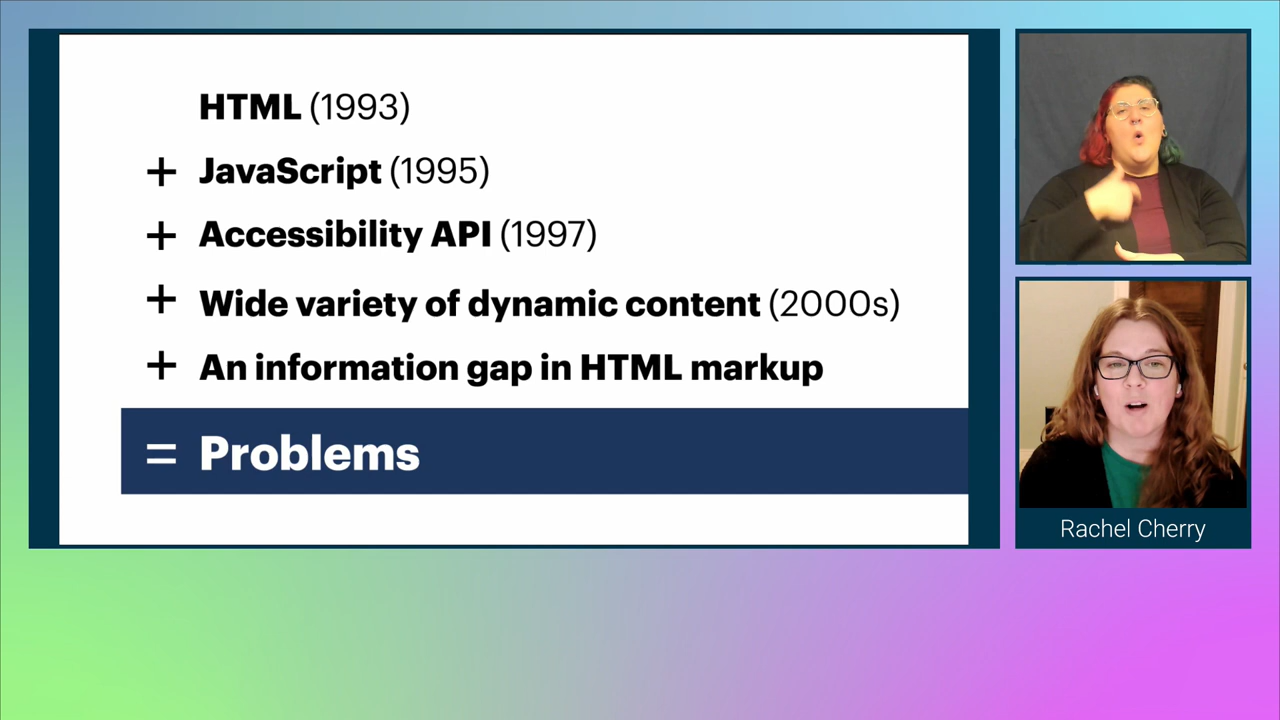 HTML (1993)
+ JavaScript (1995)
+ Accessibility API (1997)
+ Wide variety of dynamic content (2000s)
+ An information gap in HTML markup
= Problems
Rachel Cherry